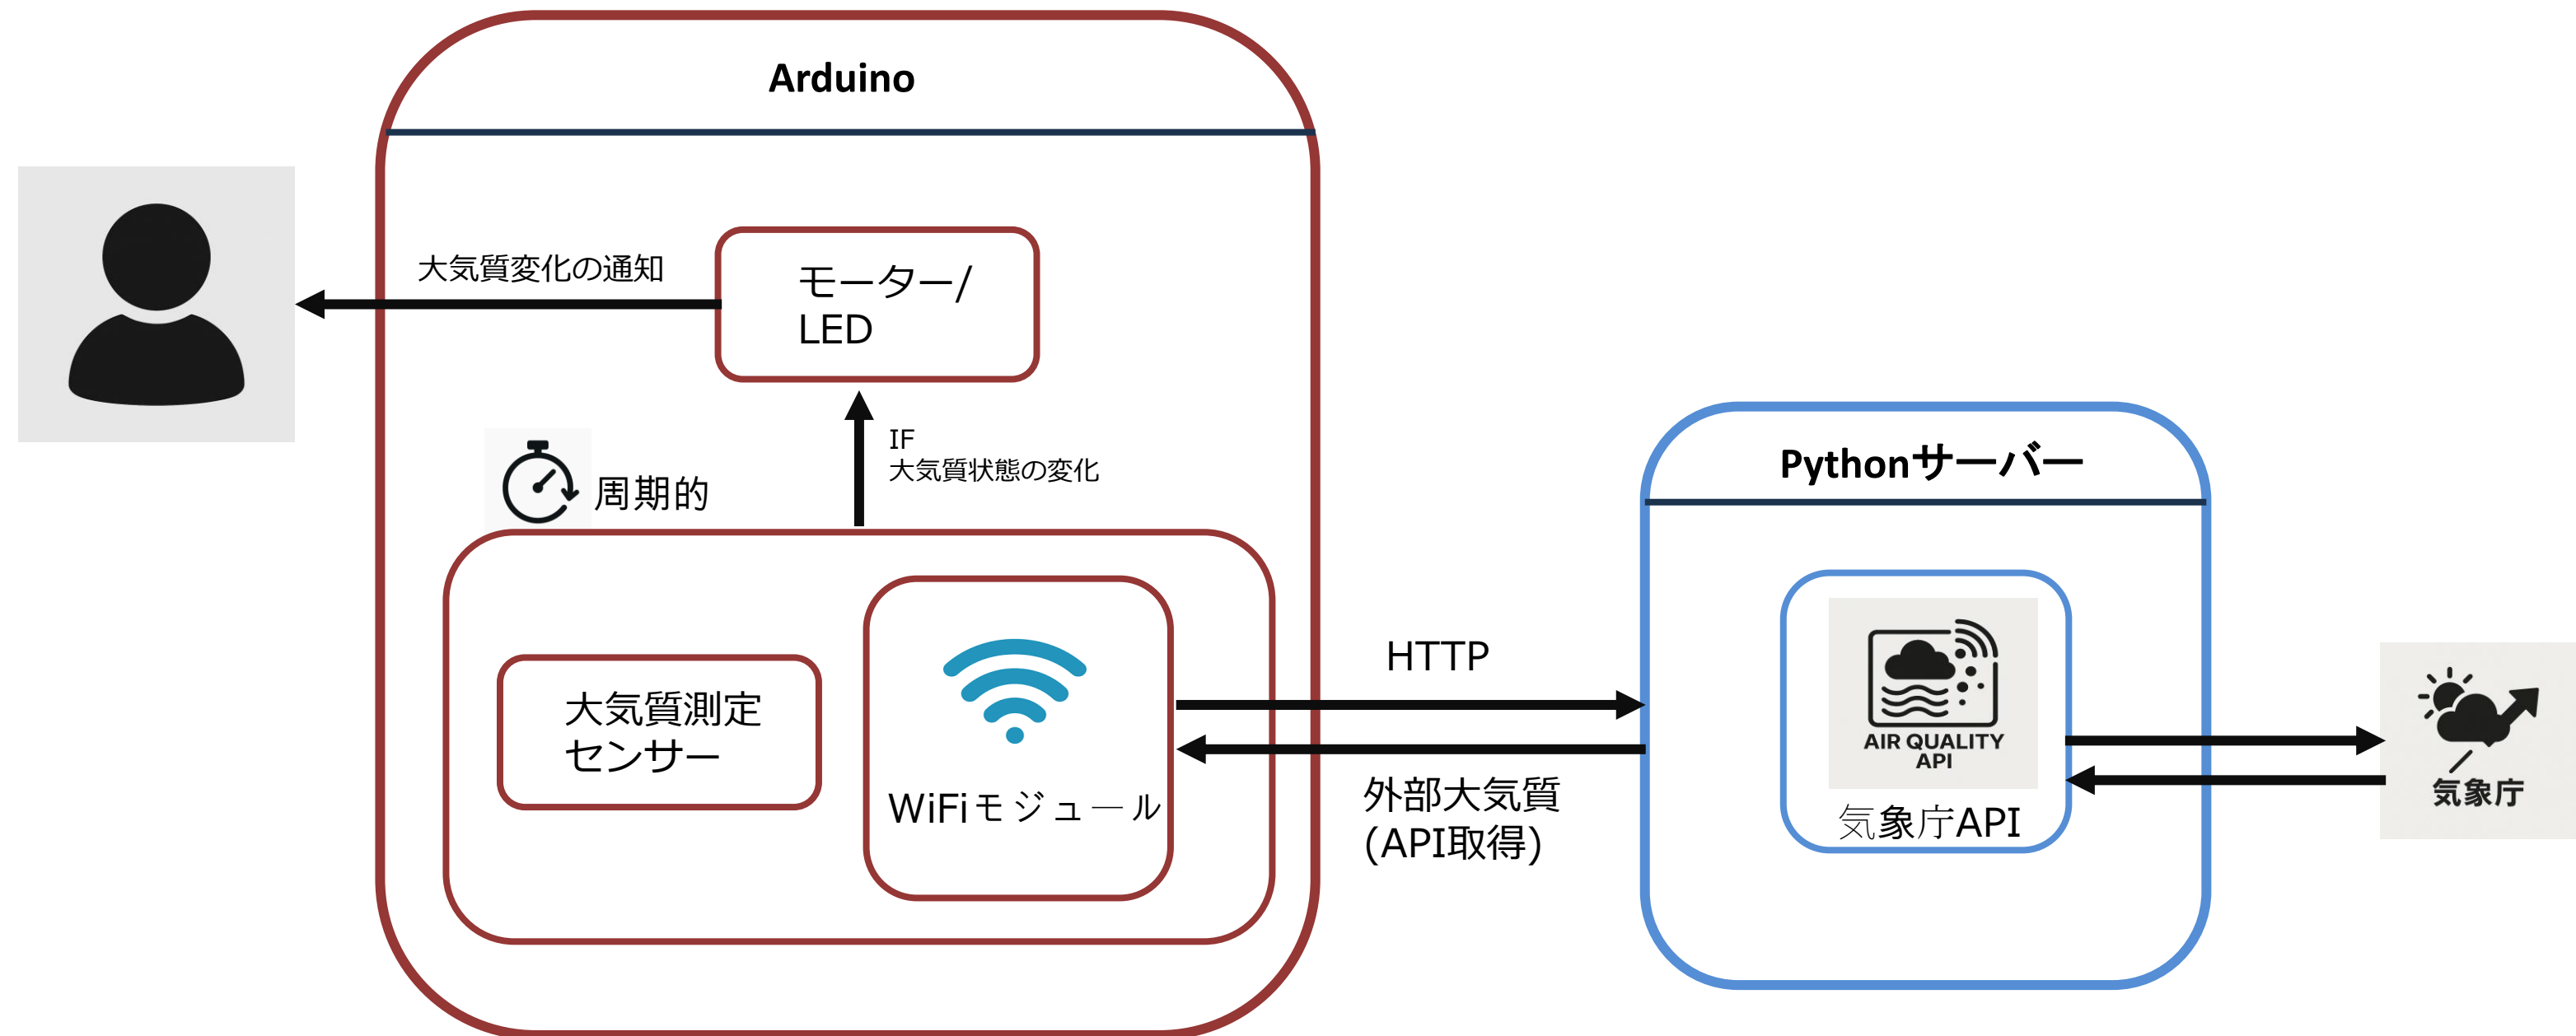 Arduino
大気質変化の通知
モーター/
LED
IF
大気質状態の変化
周期的
大気質測定
センサー
WiFiモジュール
HTTP
外部大気質
(API取得)
Pythonサーバー
AIR QUALITY
API
気象庁API
気象庁